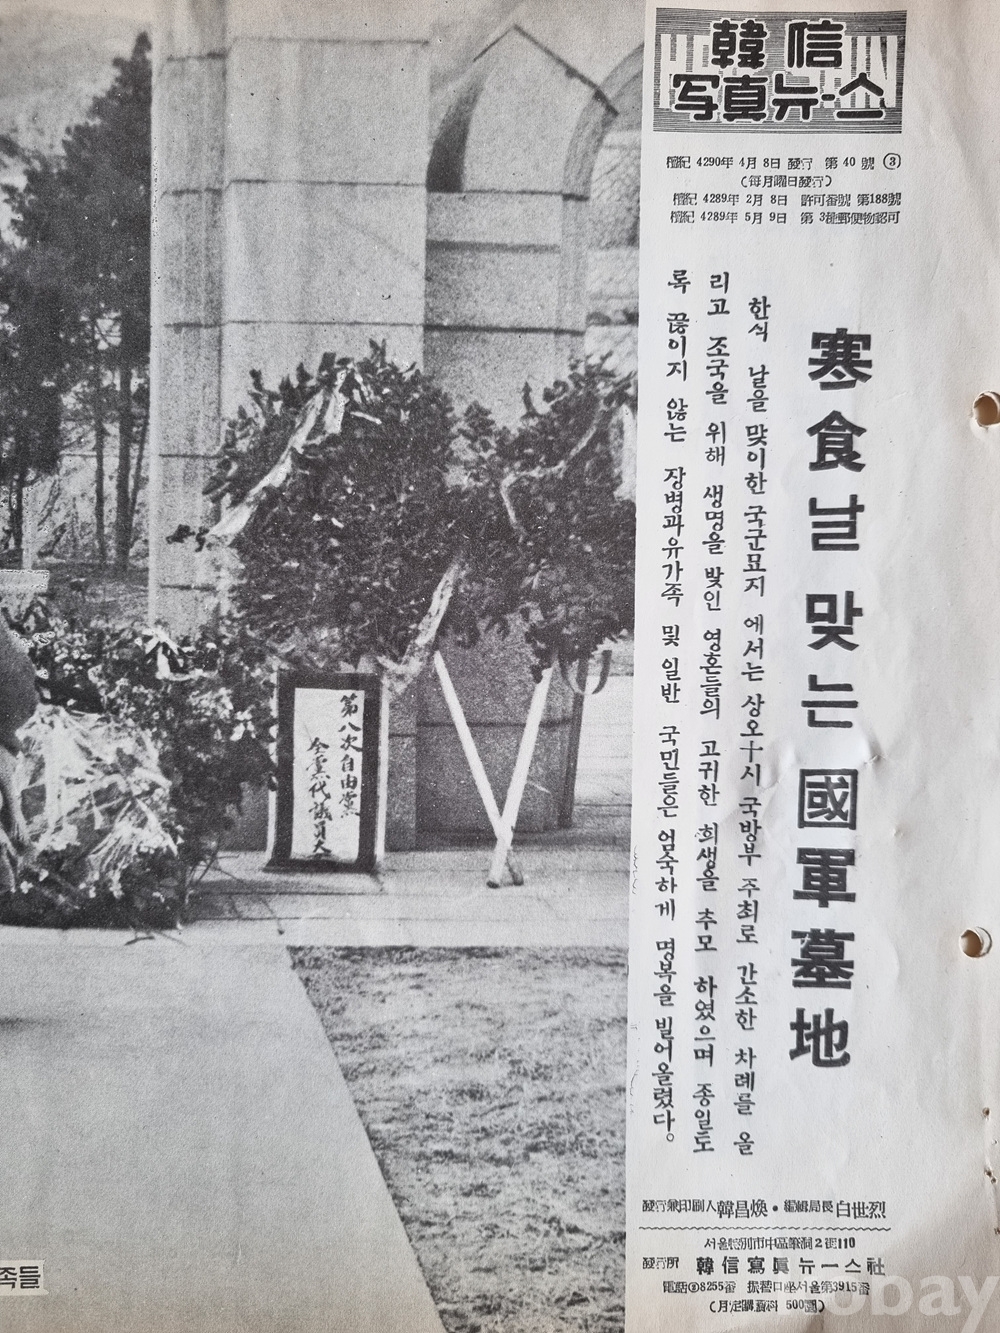 韓信
写真뉴-스
檀紀 4290年 4月 8日 發行 第 40 號 ③
(每月曜日發行)
檀紀 4289年 2月 8日 許可番號 第188號
檀紀 4289年 5月 9日 第 3種郵便物認可
寒食날 맞는 國軍墓地
한식 날을 맞이한 국군묘지 에서는 상오十시 국방부 주최로 간소한 차례를 올
리고 조국을 위해 생명을 밫인 영혼들의 고귀한 희생을 추모 하였으며 종일토
록 끊이지 않는 장병과유가족 및 일반 국민들은 엄숙하게 명복을 빌어올렸다。
第八次自由黨
全黨代議員大
發行兼印刷人 韓昌煥・編輯局長 白世烈
서울特別市中區筆洞2街110
發行所 韓信寫眞뉴ー스社
電話②8255番 振替口座서울第3915番
(月定購讀料 500圜)
족들
obay